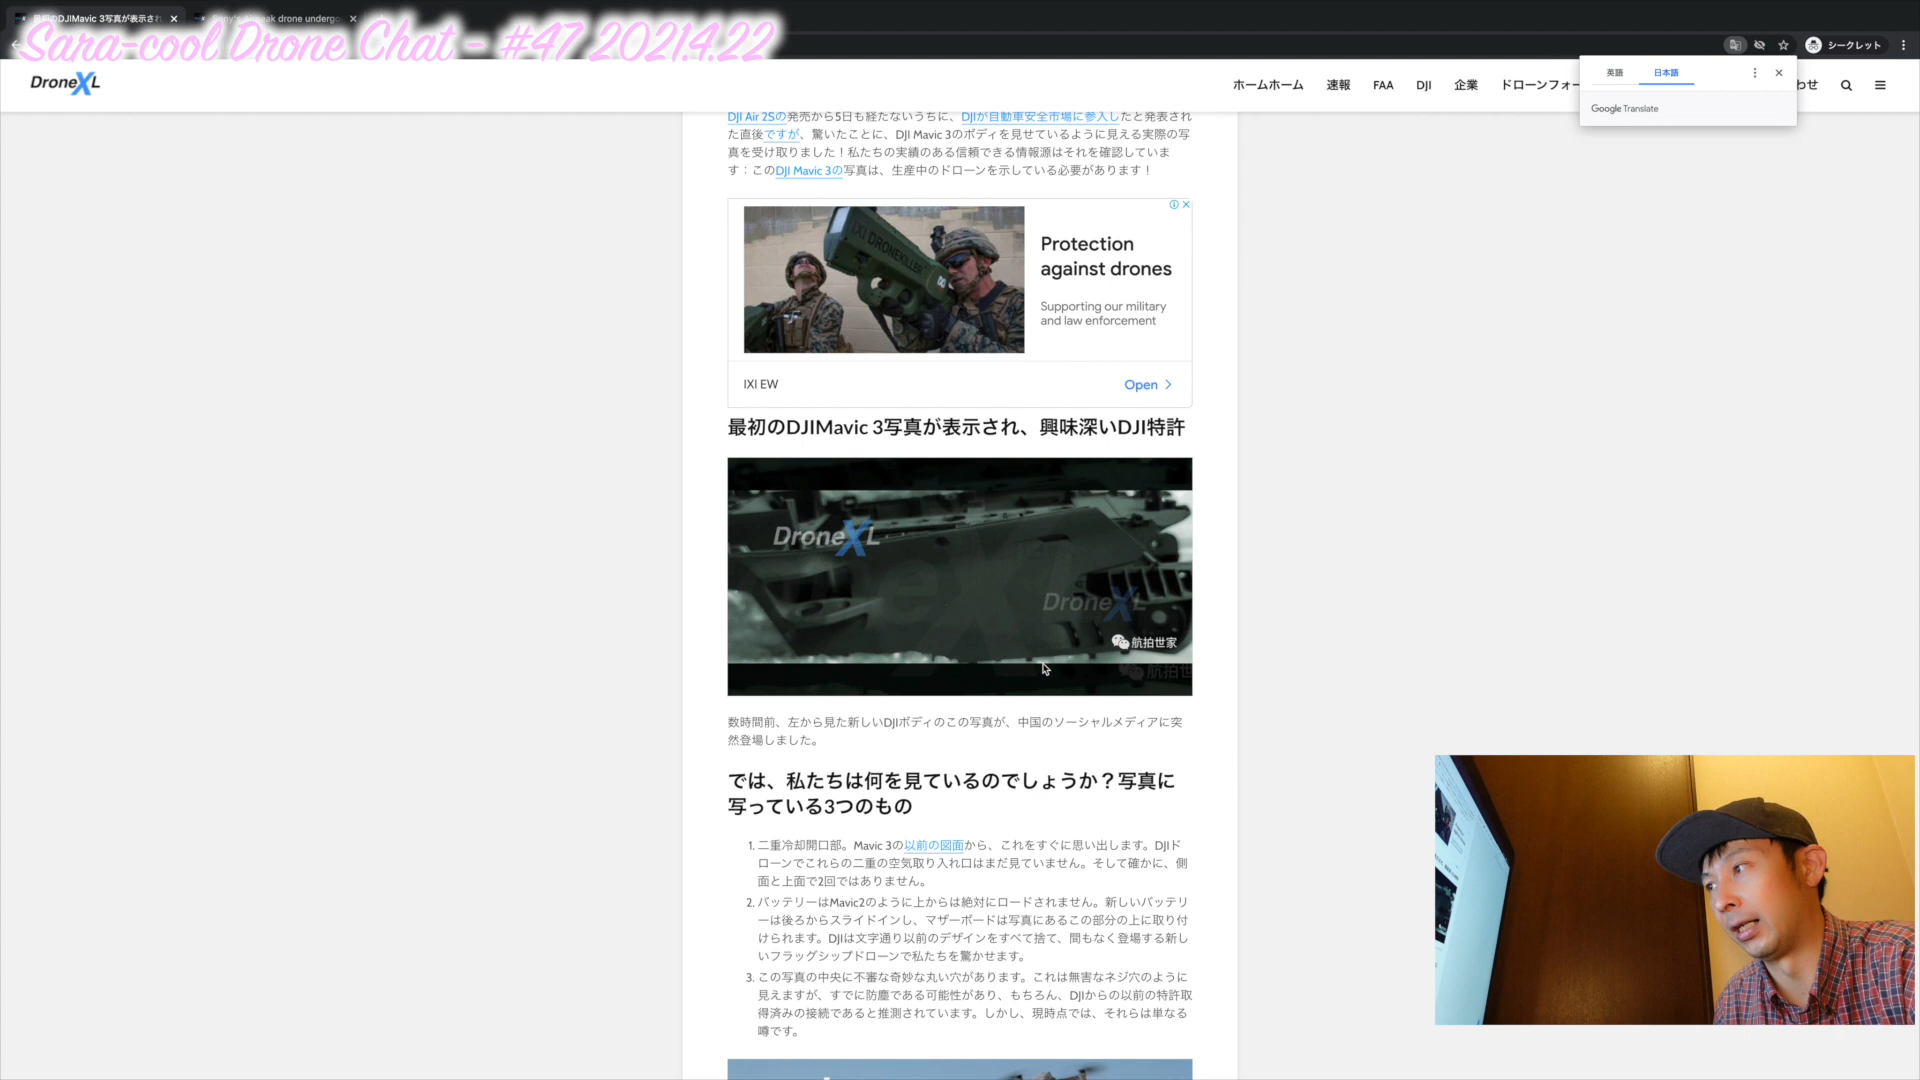 最初のDJIMavic 3写真が表示され
drone undergo
Sara-cool Drone Chat - #47 2021.4.22
シークレット
DroneXL
ホームホーム 速報 FAA DJI 企業 ドローンフォー
わせ
英語 日本語
Google Translate
DJI Air 2Sの発売から5日も経たないうちに、DJIが自動車安全市場に参入したと発表され
た直後ですが、驚いたことに、DJI Mavic 3のボディを見せているように見える実際の写
真を受け取りました！私たちの実績のある信頼できる情報源はそれを確認していま
す：このDJI Mavic 3の写真は、生産中のドローンを示している必要があります！
IXI DRONEKILLER
Protection
against drones
Supporting our military
and law enforcement
IXI EW
Open
最初のDJIMavic 3写真が表示され、興味深いDJI特許
DroneXL
DroneXL
航拍世家
航拍世
数時間前、左から見た新しいDJIボディのこの写真が、中国のソーシャルメディアに突
然登場しました。
では、私たちは何を見ているのでしょうか？写真に
写っている3つのもの
1. 二重冷却開口部。Mavic 3の以前の図面から、これをすぐに思い出します。DJIド
ローンでこれらの二重の空気取り入れ口はまだ見ていません。そして確かに、側
面と上面で2回ではありません。
2. バッテリーはMavic2のように上からは絶対にロードされません。新しいバッテリ
ーは後ろからスライドインし、マザーボードは写真にあるこの部分の上に取り付
けられます。DJIは文字通り以前のデザインをすべて捨て、間もなく登場する新し
いフラッグシップドローンで私たちを驚かせます。
3. この写真の中央に不審な奇妙な丸い穴があります。これは無害なネジ穴のように
見えますが、すでに防塵である可能性があり、もちろん、DJIからの以前の特許取
得済みの接続であると推測されています。しかし、現時点では、それらは単なる
噂です。